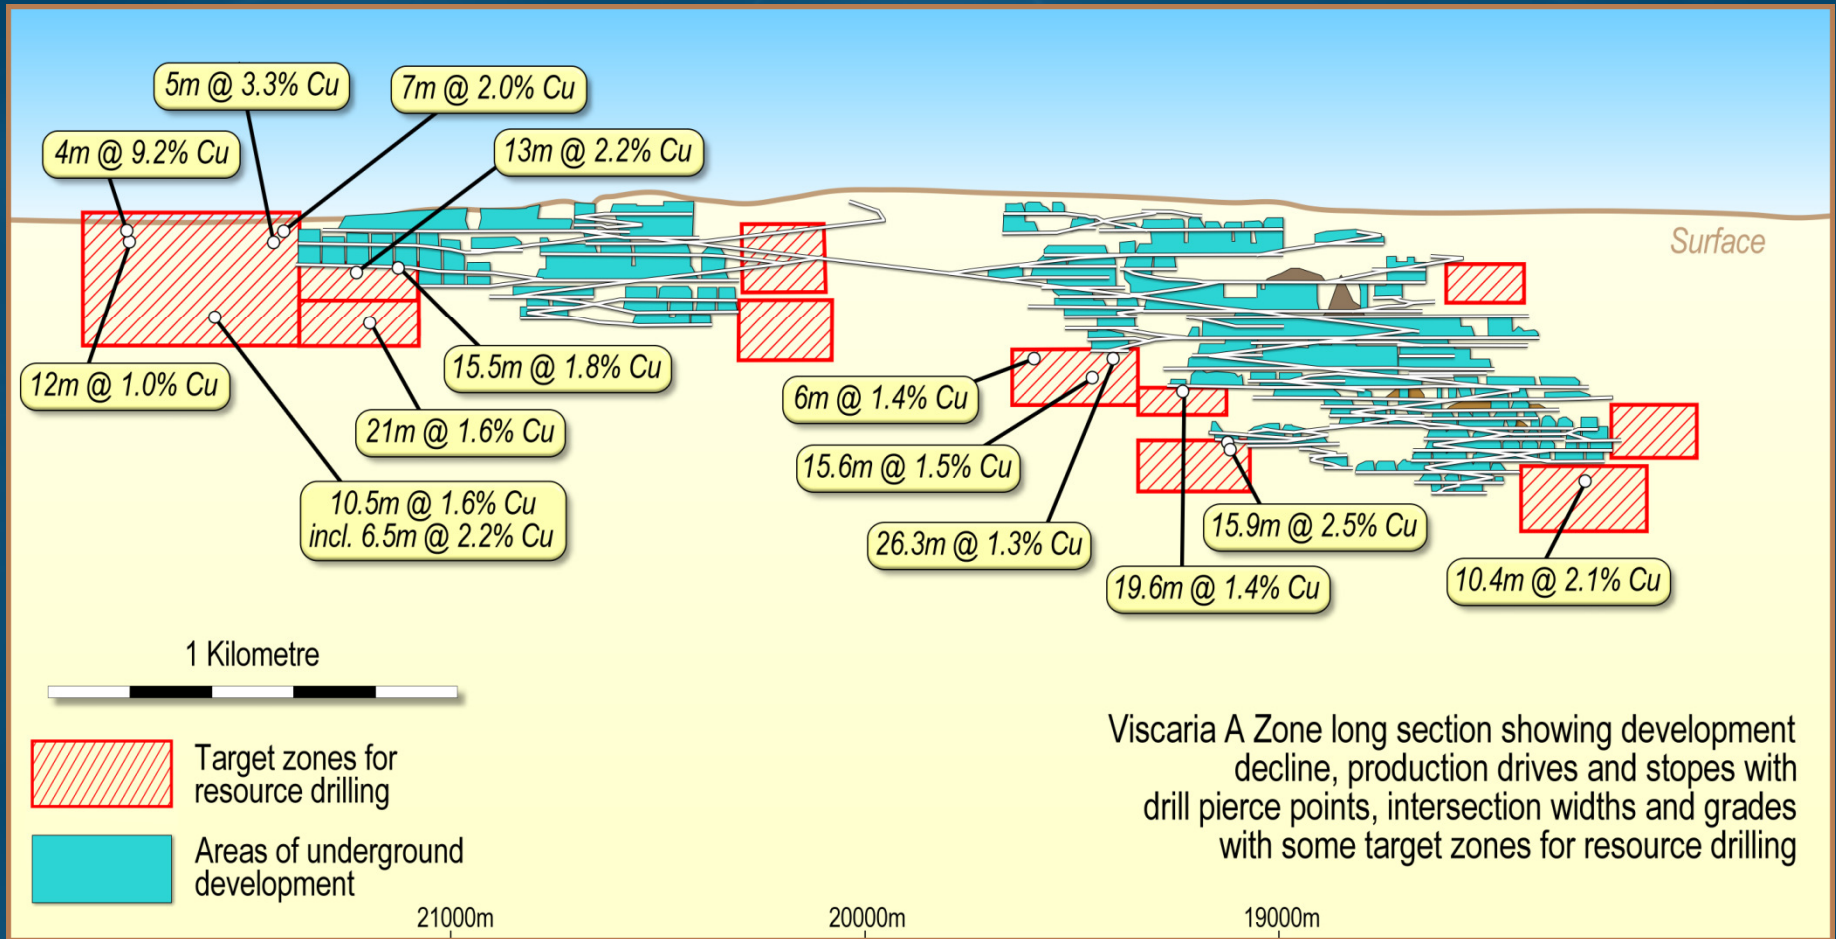 5m @ 3.3% Cu
7m @ 2.0% Cu
4m @ 9.2% Cu
13m @ 2.2% Cu
Surface
12m @ 1.0% Cu
15.5m @ 1.8% Cu
6m @ 1.4% Cu
21m @ 1.6% Cu
15.6m @ 1.5% Cu
10.5m @ 1.6% Cu
incl. 6.5m @ 2.2% Cu
26.3m @ 1.3% Cu
15.9m @ 2.5% Cu
19.6m @ 1.4% Cu
10.4m @ 2.1% Cu
1 Kilometre
Target zones for
resource drilling
Areas of underground
development
Viscaria A Zone long section showing development
decline, production drives and stopes with
drill pierce points, intersection widths and grades
with some target zones for resource drilling
21000m
20000m
19000m